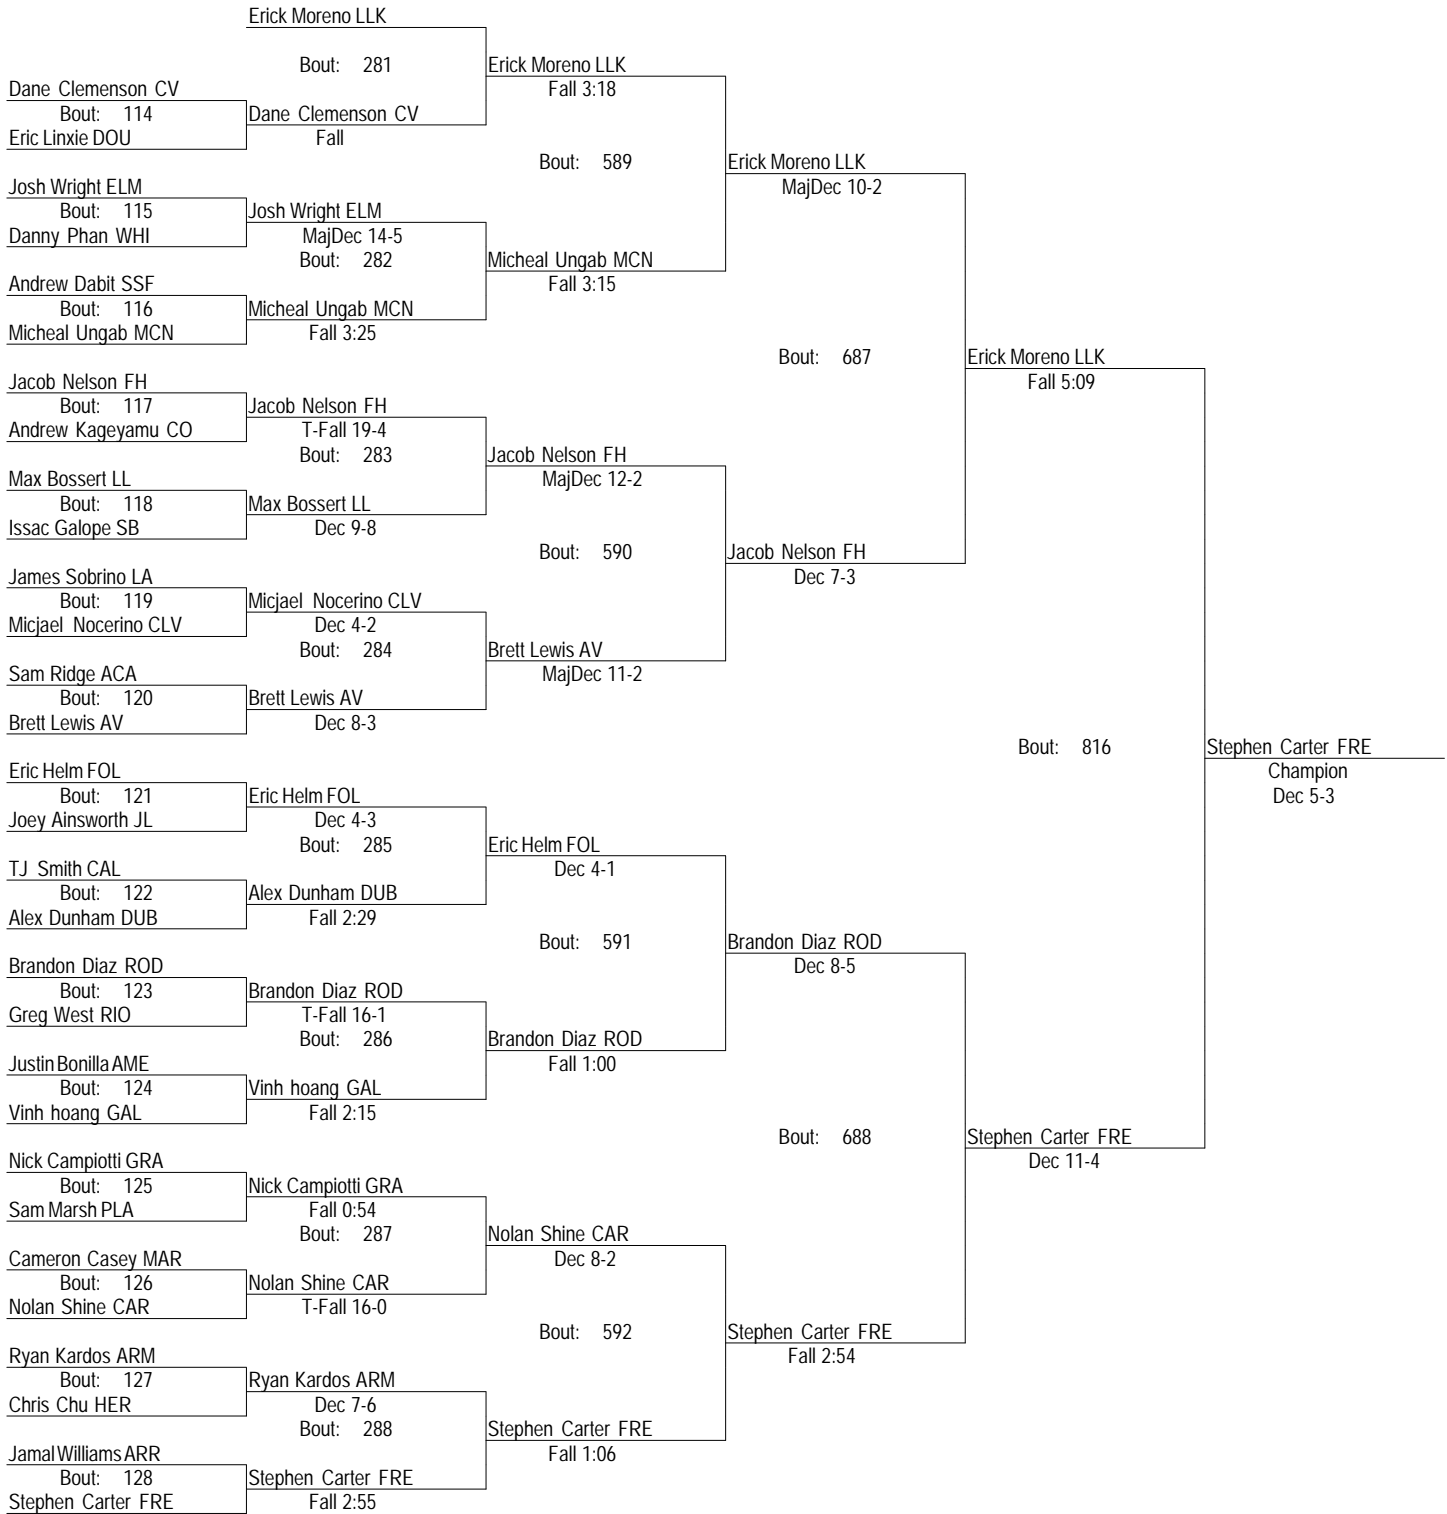 Erick Moreno LLK
Bout: 281
Erick Moreno LLK
Fall 3:18
Dane Clemenson CV
Bout: 114
Eric Linxie DOU
Dane Clemenson CV
Fall
Bout: 589
Erick Moreno LLK
MajDec 10-2
Josh Wright ELM
Bout: 115
Danny Phan WHI
Josh Wright ELM
MajDec 14-5
Bout: 282
Micheal Ungab MCN
Fall 3:15
Andrew Dabit SSF
Bout: 116
Micheal Ungab MCN
Micheal Ungab MCN
Fall 3:25
Bout: 687
Erick Moreno LLK
Fall 5:09
Jacob Nelson FH
Bout: 117
Andrew Kageyamu CO
Jacob Nelson FH
T-Fall 19-4
Bout: 283
Jacob Nelson FH
MajDec 12-2
Max Bossert LL
Bout: 118
Issac Galope SB
Max Bossert LL
Dec 9-8
Bout: 590
Jacob Nelson FH
Dec 7-3
James Sobrino LA
Bout: 119
Micjael Nocerino CLV
Micjael Nocerino CLV
Dec 4-2
Bout: 284
Brett Lewis AV
MajDec 11-2
Sam Ridge ACA
Bout: 120
Brett Lewis AV
Brett Lewis AV
Dec 8-3
Bout: 816
Stephen Carter FRE
Champion
Dec 5-3
Eric Helm FOL
Bout: 121
Joey Ainsworth JL
Eric Helm FOL
Dec 4-3
Bout: 285
Eric Helm FOL
Dec 4-1
TJ Smith CAL
Bout: 122
Alex Dunham DUB
Alex Dunham DUB
Fall 2:29
Bout: 591
Brandon Diaz ROD
Dec 8-5
Brandon Diaz ROD
Bout: 123
Greg West RIO
Brandon Diaz ROD
T-Fall 16-1
Bout: 286
Brandon Diaz ROD
Fall 1:00
Justin Bonilla AME
Bout: 124
Vinh hoang GAL
Vinh hoang GAL
Fall 2:15
Bout: 688
Stephen Carter FRE
Dec 11-4
Nick Campiotti GRA
Bout: 125
Sam Marsh PLA
Nick Campiotti GRA
Fall 0:54
Bout: 287
Nolan Shine CAR
Dec 8-2
Cameron Casey MAR
Bout: 126
Nolan Shine CAR
Nolan Shine CAR
T-Fall 16-0
Bout: 592
Stephen Carter FRE
Fall 2:54
Ryan Kardos ARM
Bout: 127
Chris Chu HER
Ryan Kardos ARM
Dec 7-6
Bout: 288
Stephen Carter FRE
Fall 1:06
Jamal Williams ARR
Bout: 128
Stephen Carter FRE
Stephen Carter FRE
Fall 2:55